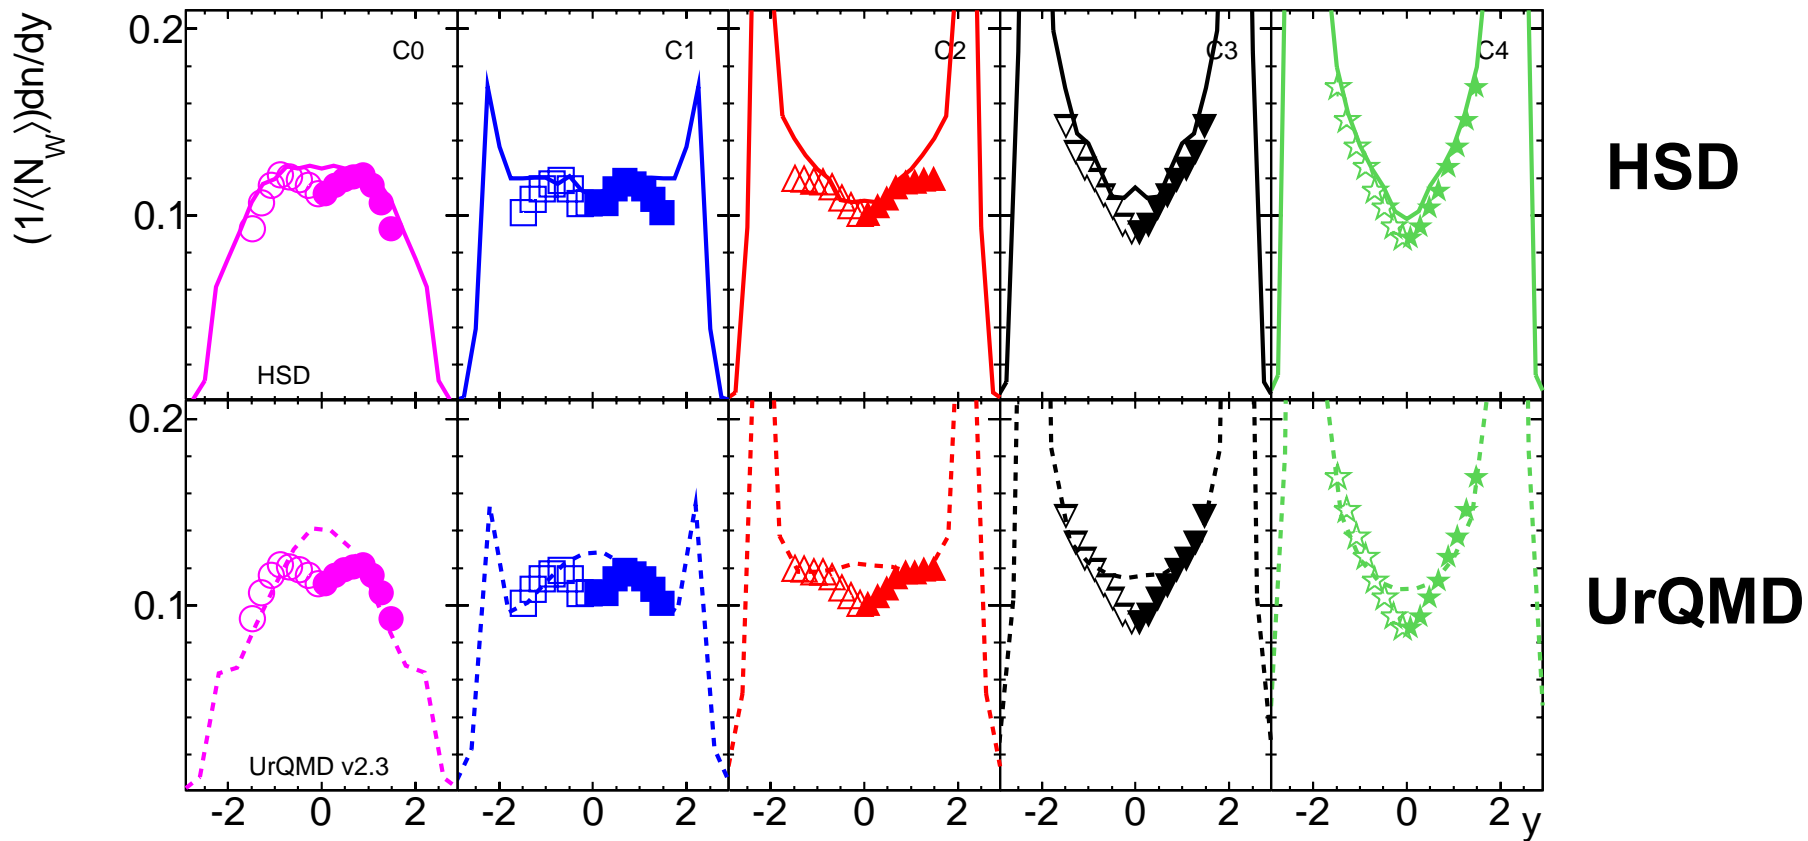 (1/⟨N_W⟩)dn/dy
0.2
C0
C1
C2
C3
C4
HSD
0.1
HSD
0.2
0.1
UrQMD
UrQMD v2.3
-2 0 2 -2 0 2 -2 0 2 -2 0 2 -2 0 2 y